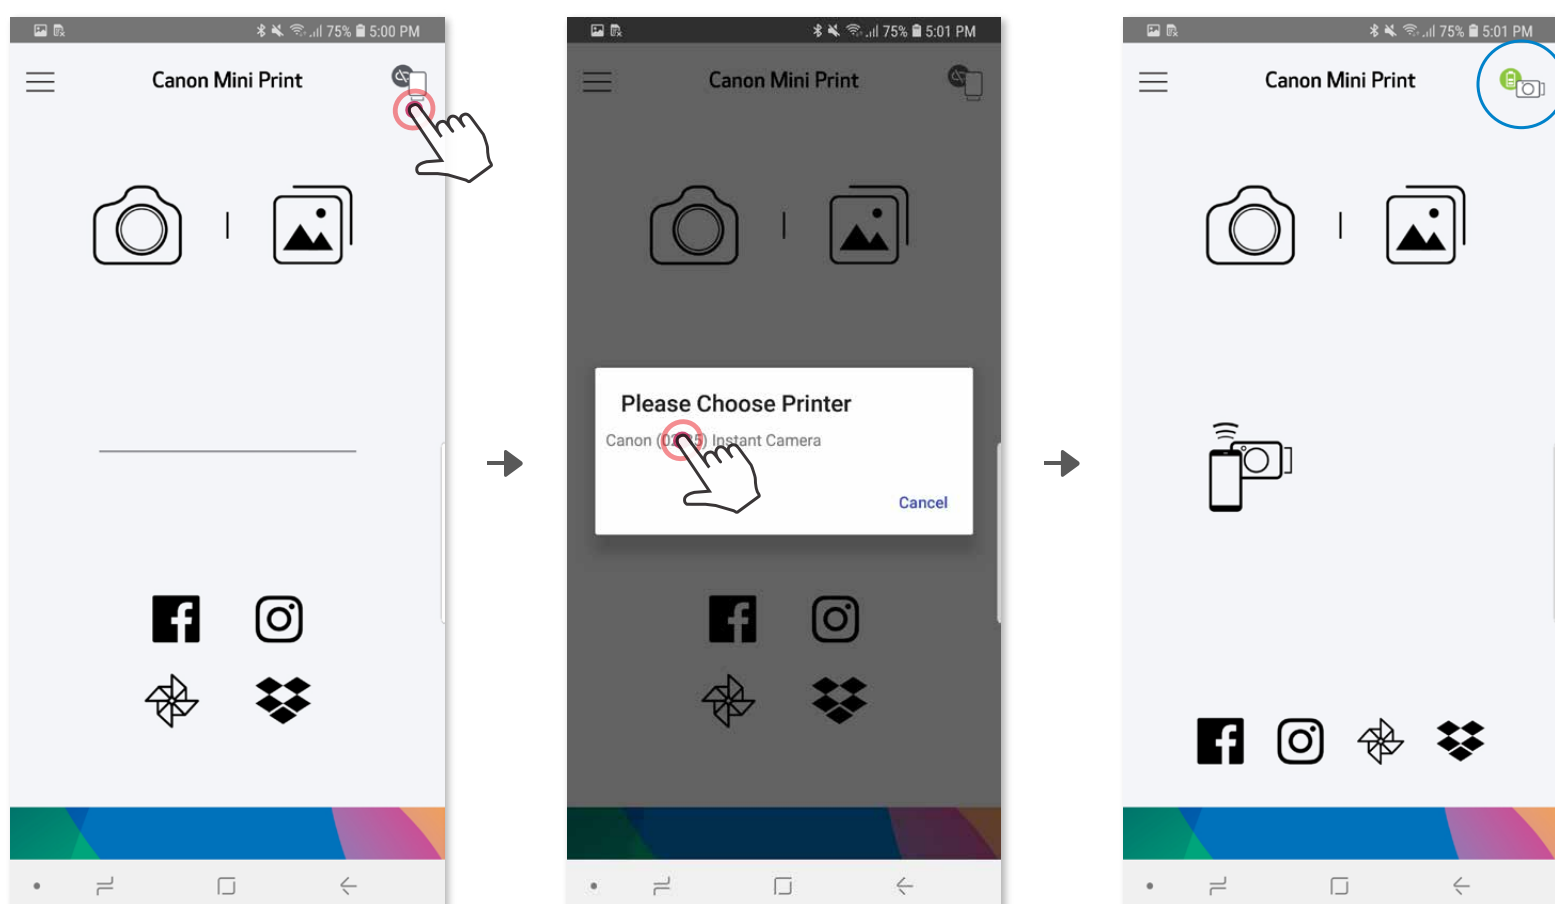 75% 5:00 PM
Canon Mini Print
75% 5:01 PM
Canon Mini Print
Please Choose Printer
Canon Instant Camera
Cancel
75% 5:01 PM
Canon Mini Print